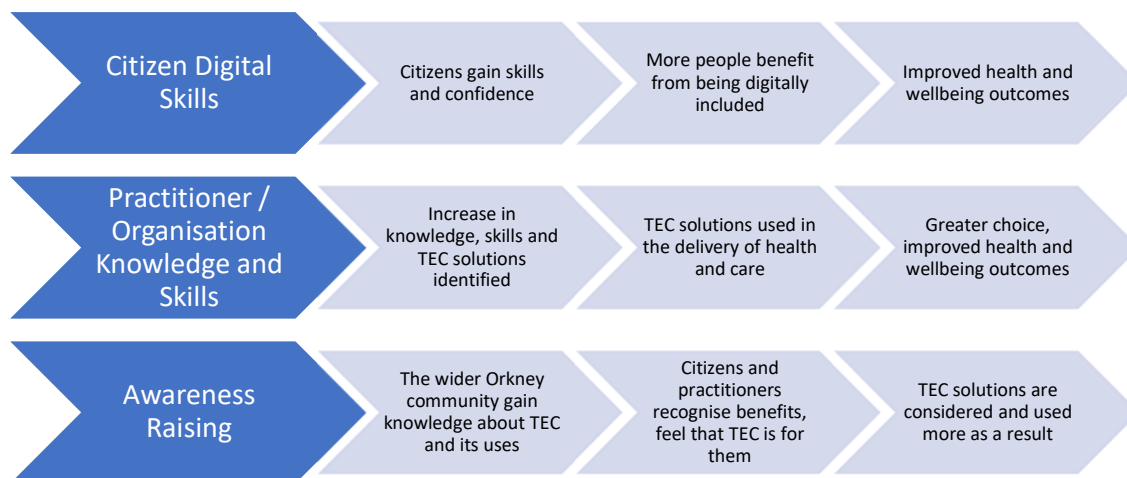 Citizen Digital
Skills
Citizens gain skills
and confidence
More people benefit
from being digitally
included
Improved health and
wellbeing outcomes
Practitioner /
Organisation
Knowledge and
Skills
Increase in
knowledge, skills and
TEC solutions
identified
TEC solutions used in
the delivery of health
and care
Greater choice,
improved health and
wellbeing outcomes
Awareness
Raising
The wider Orkney
community gain
knowledge about TEC
and its uses
Citizens and
practitioners
recognise benefits,
feel that TEC is for
them
TEC solutions are
considered and used
more as a result